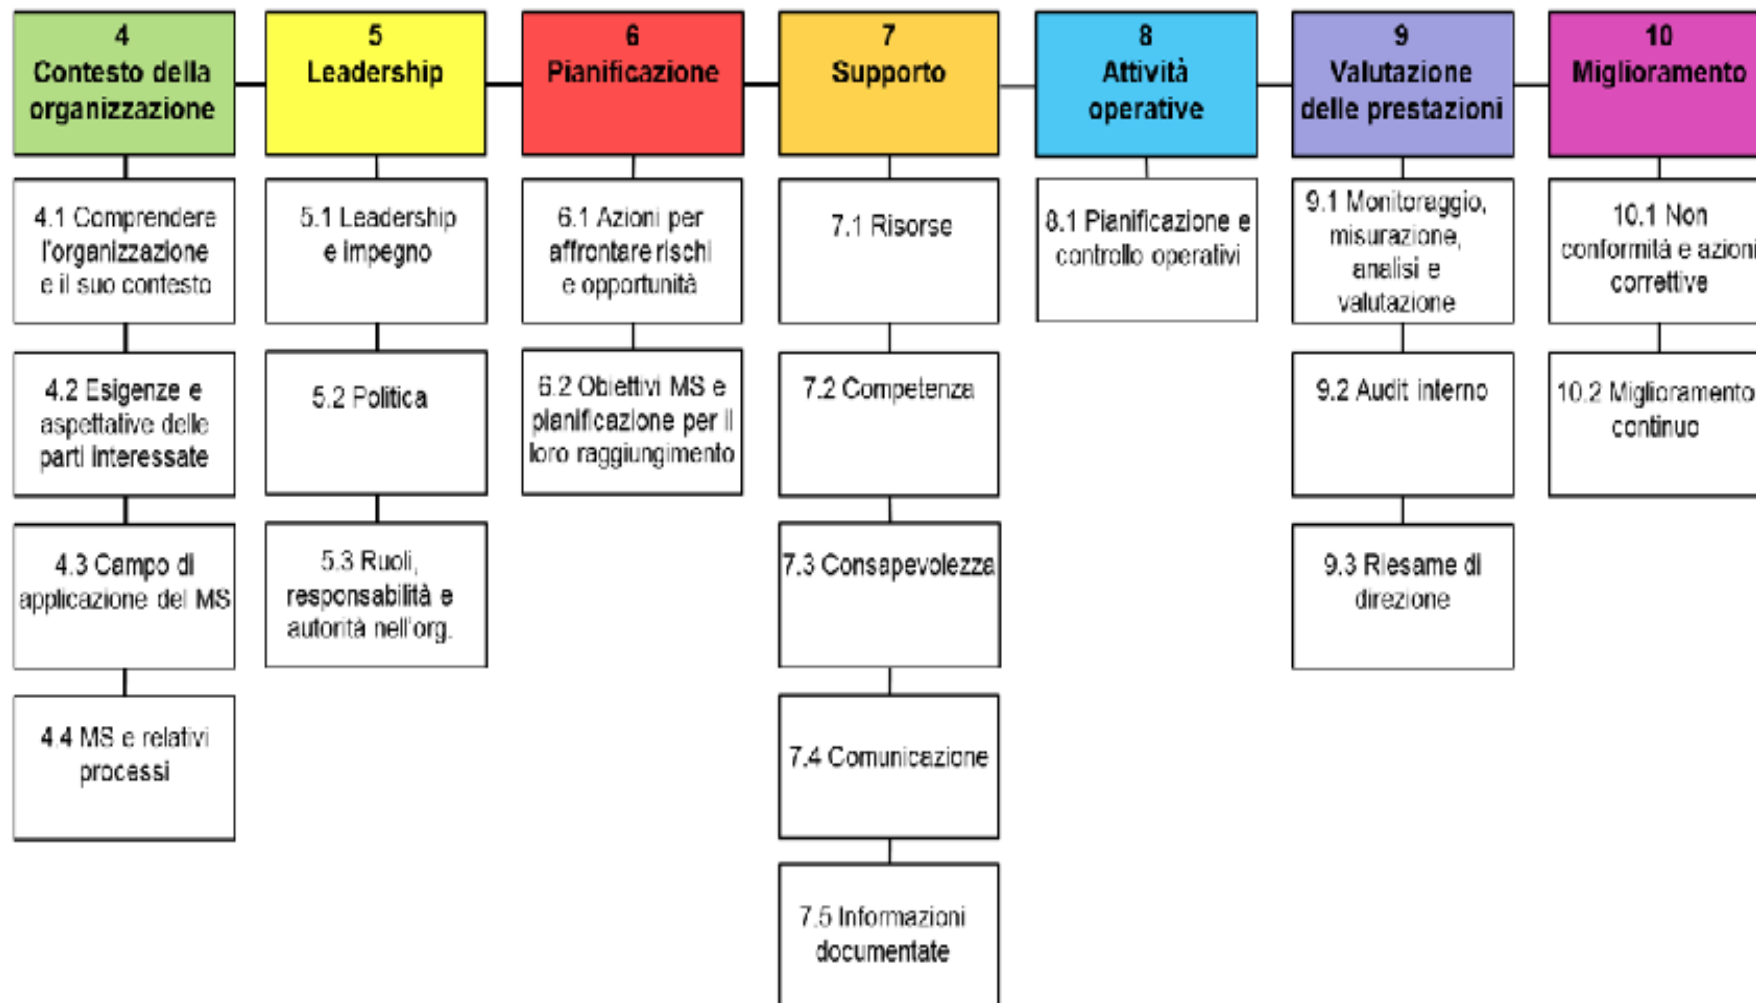 4
Contesto della
organizzazione
5
Leadership
6
Pianificazione
7
Supporto
8
Attività
operative
9
Valutazione
delle prestazioni
10
Miglioramento
4.1 Comprendere
l'organizzazione
e il suo contesto
4.2 Esigenze e
aspettative delle
parti interessate
4.3 Campo di
applicazione del MS
4.4 MS e relativi
processi
5.1 Leadership
e impegno
5.2 Politica
5.3 Ruoli,
responsabilità e
autorità nell'org.
6.1 Azioni per
affrontare rischi
e opportunità
6.2 Obiettivi MS e
pianificazione per il
loro raggiungimento
7.1 Risorse
7.2 Competenza
7.3 Consapevolezza
7.4 Comunicazione
7.5 Informazioni
documentate
8.1 Pianificazione e
controllo operativi
9.1 Monitoraggio,
misurazione,
analisi e
valutazione
9.2 Audit interno
9.3 Riesame di
direzione
10.1 Non
conformità e azioni
correttive
10.2 Miglioramento
continuo